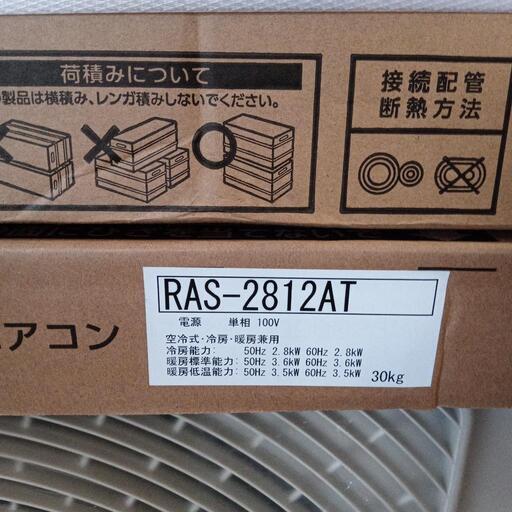 荷積みについて
製品は横積み、レンガ積みしないでください。
接続配管
断熱方法
アコン
RAS-2812AT
電源 単相 100V
空冷式・冷房・暖房兼用
冷房能力: 50Hz 2.8kW 60Hz 2.8kW
暖房標準能力: 50Hz 3.6kW 60Hz 3.6kW
暖房低温能力: 50Hz 3.5kW 60Hz 3.5kW 30kg